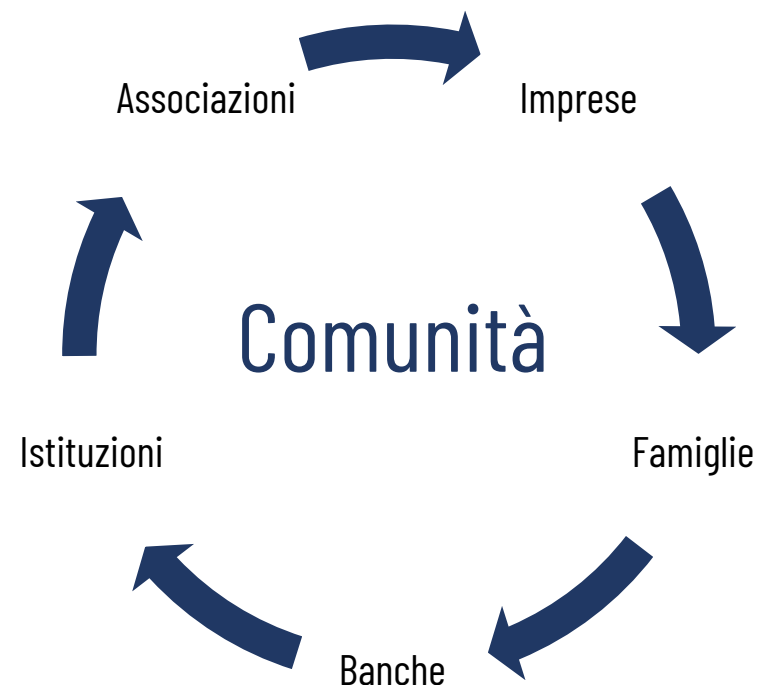 Associazioni
Imprese
Comunità
Istituzioni
Famiglie
Banche